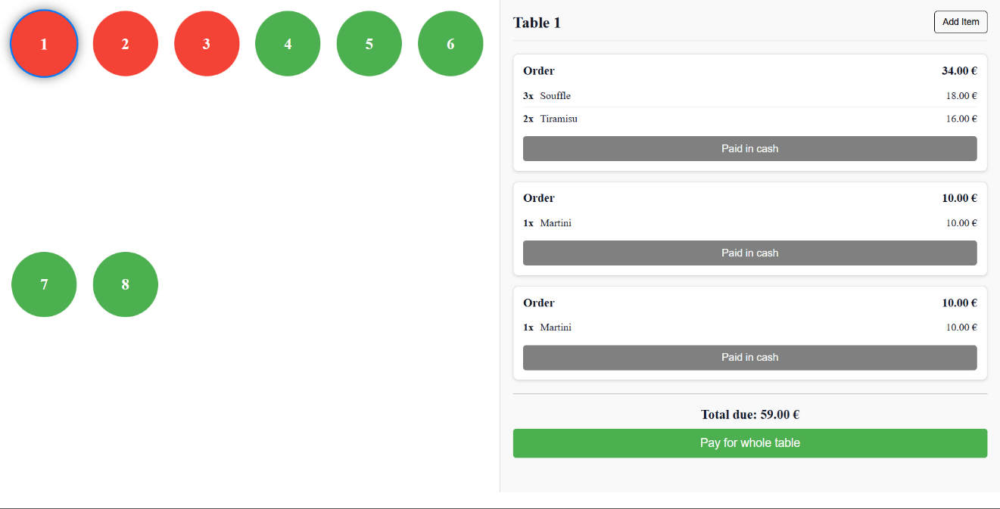 1
2
3
4
5
6
7
8
Table 1
Add Item
Order 34.00 €
3x Souffle 18.00 €
2x Tiramisu 16.00 €
Paid in cash
Order 10.00 €
1x Martini 10.00 €
Paid in cash
Order 10.00 €
1x Martini 10.00 €
Paid in cash
Total due: 59.00 €
Pay for whole table